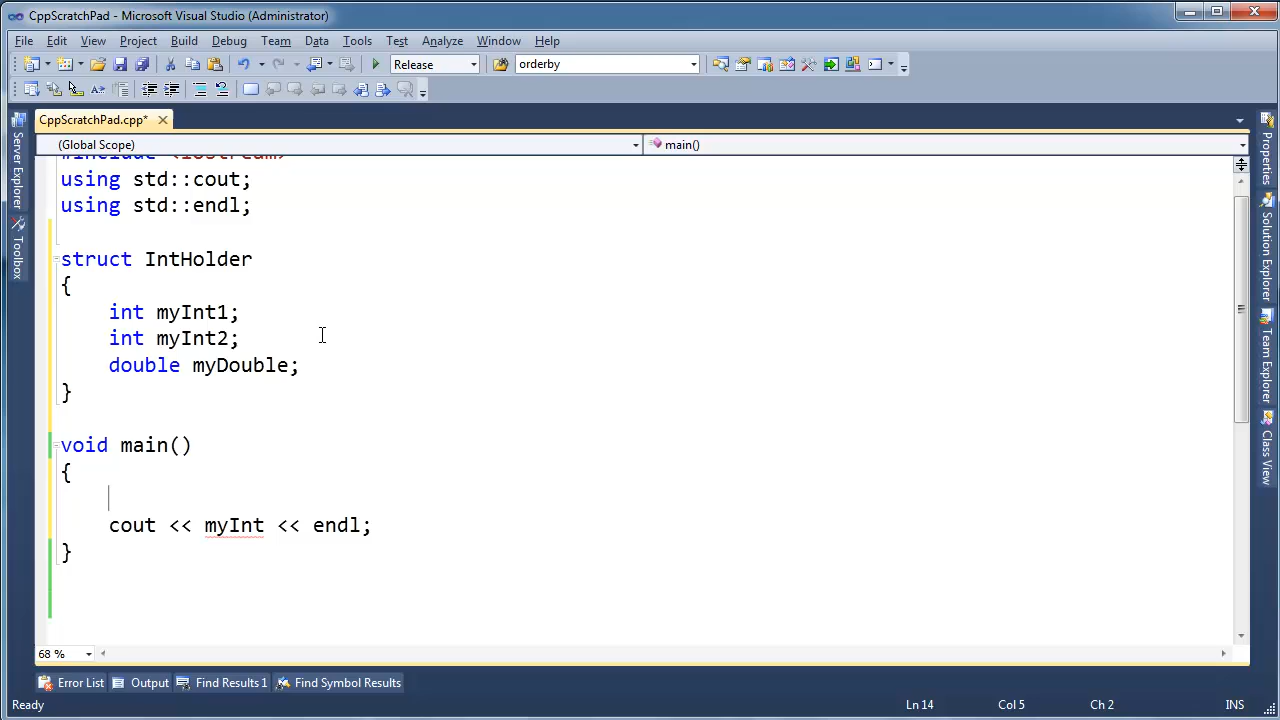 CppScratchPad - Microsoft Visual Studio (Administrator)
File Edit View Project Build Debug Team Data Tools Test Analyze Window Help
Release orderby
CppScratchPad.cpp* 
(Global Scope) main()
#include <iostream>
using std::cout;
using std::endl;
struct IntHolder
{
int myInt1;
int myInt2;
double myDouble;
}
void main()
{
cout << myInt << endl;
}
68 %
Error List Output Find Results 1 Find Symbol Results
Ready Ln 14 Col 5 Ch 2 INS
Server Explorer
Toolbox
Properties
Solution Explorer
Team Explorer
Class View